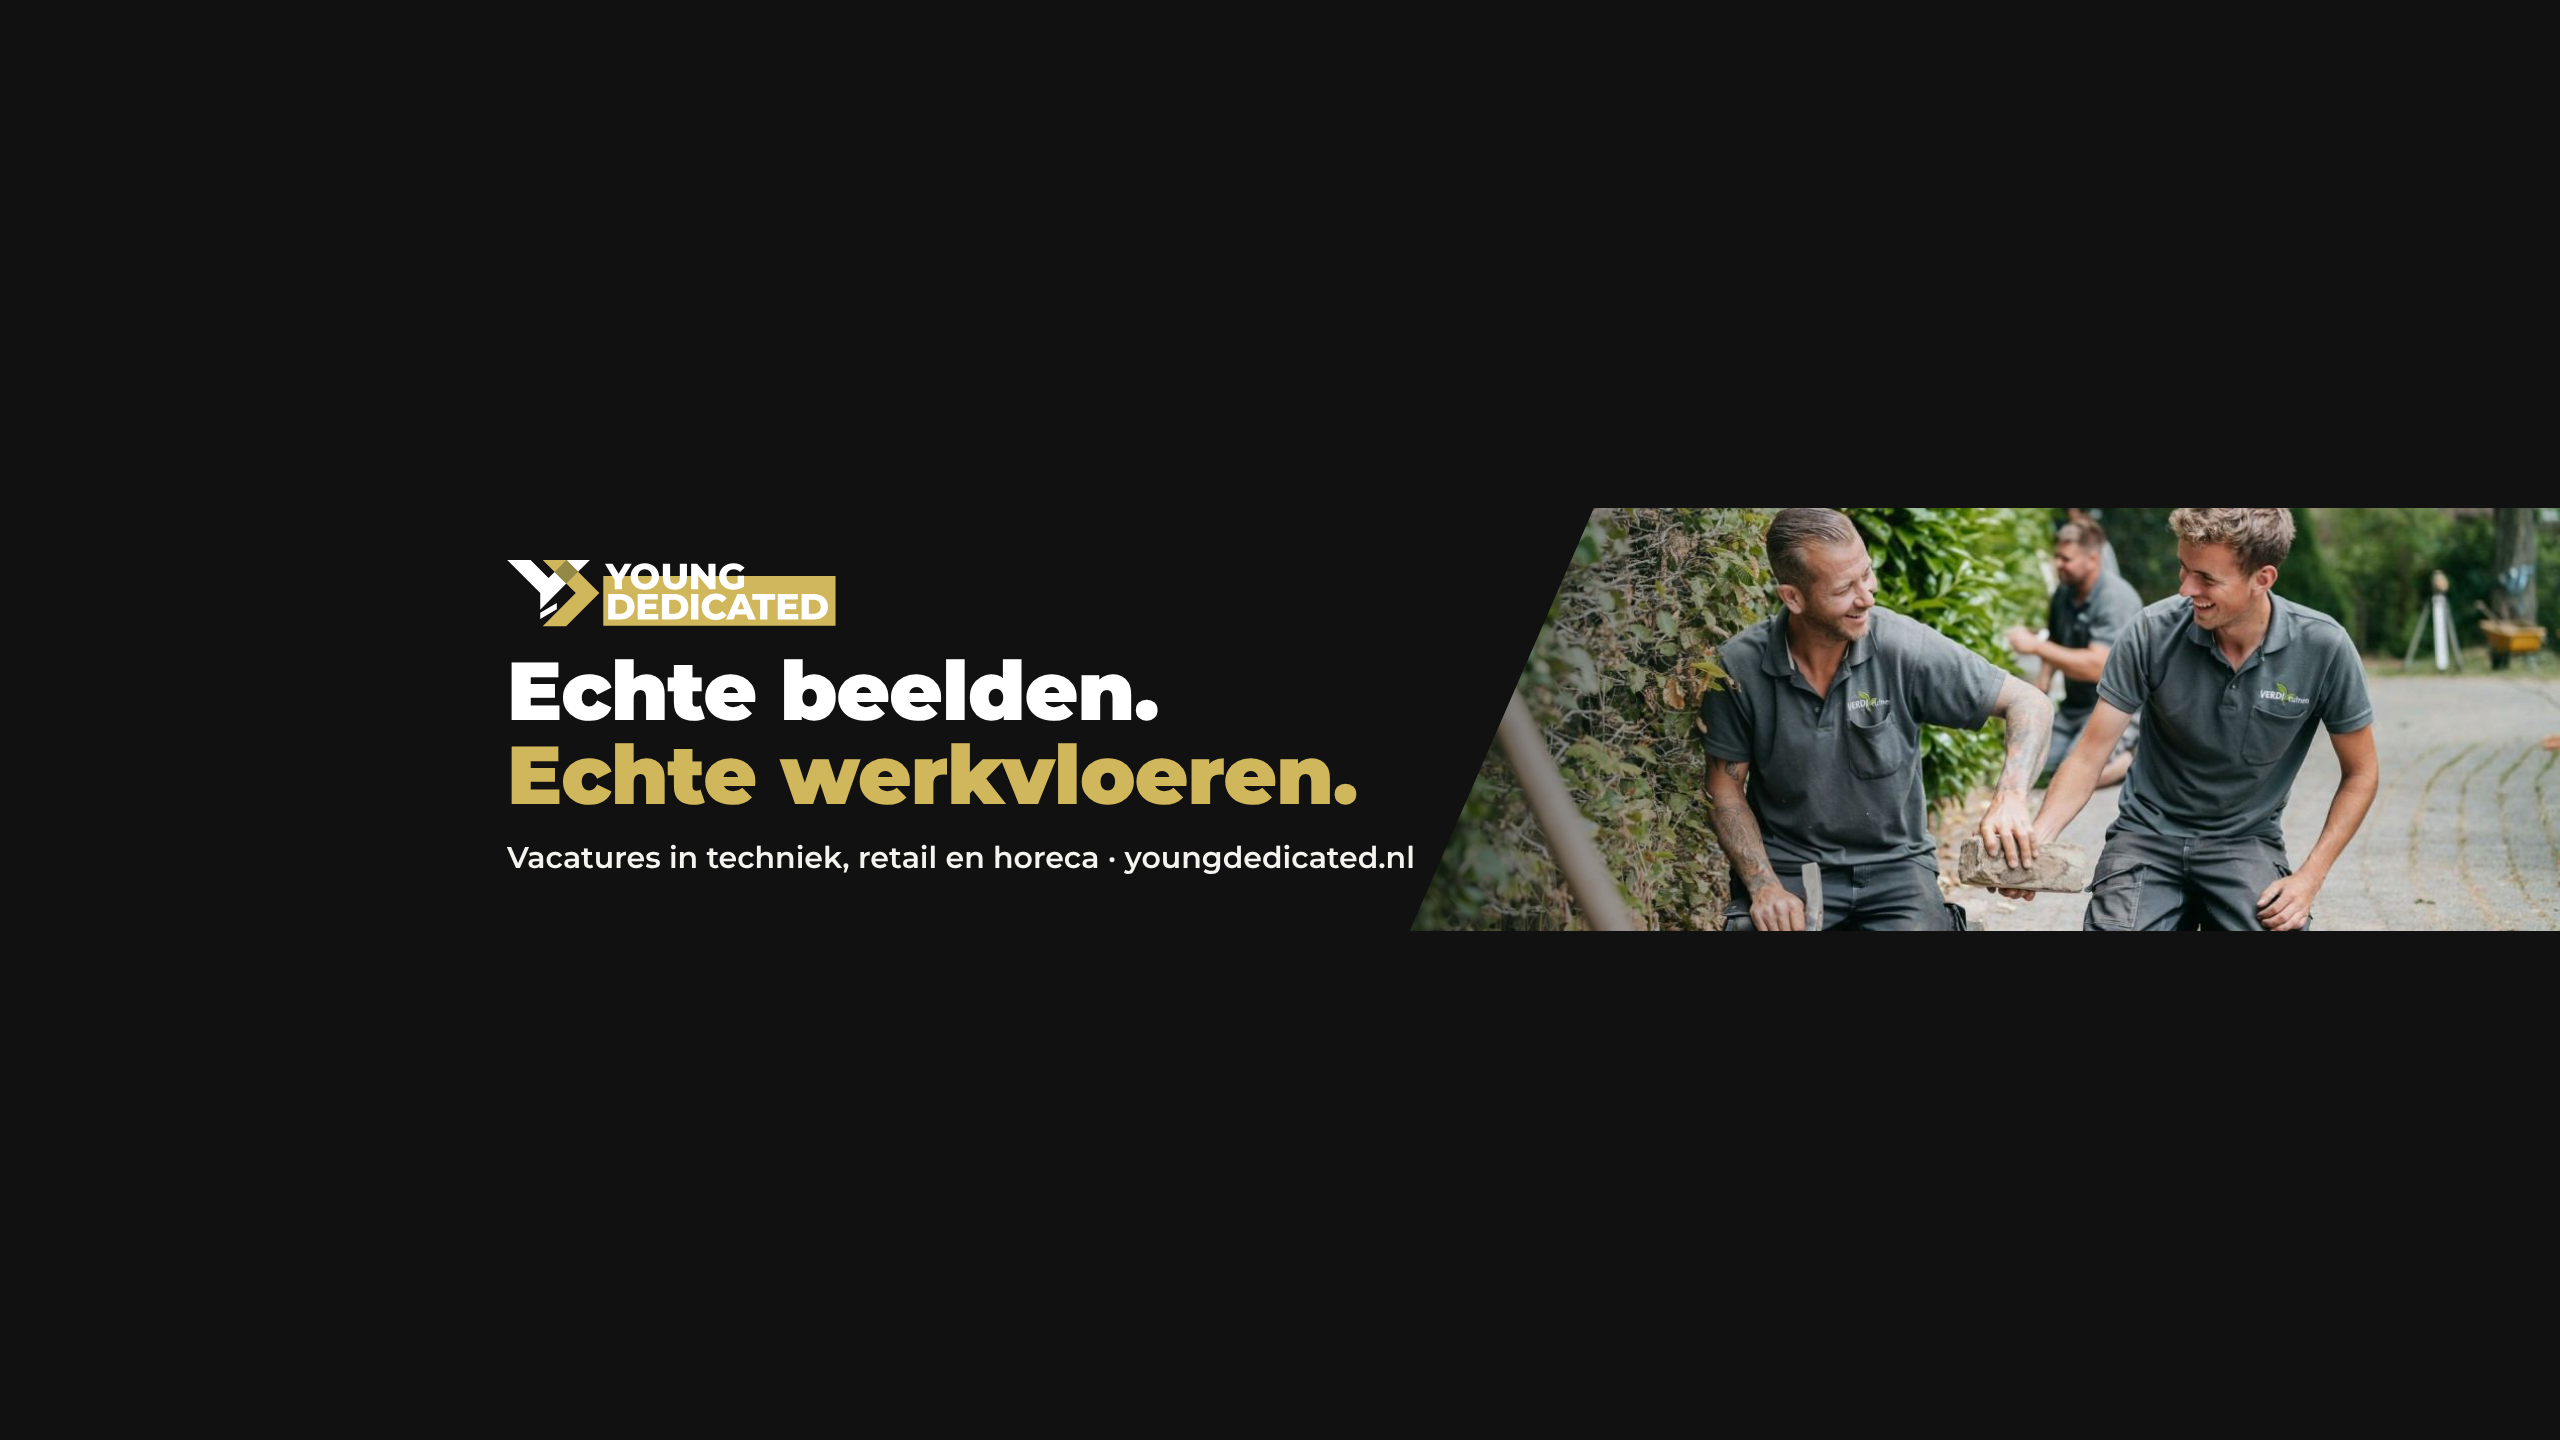 YOUNG
DEDICATED
Echte beelden.
Echte werkvloeren.
Vacatures in techniek, retail en horeca · youngdedicated.nl